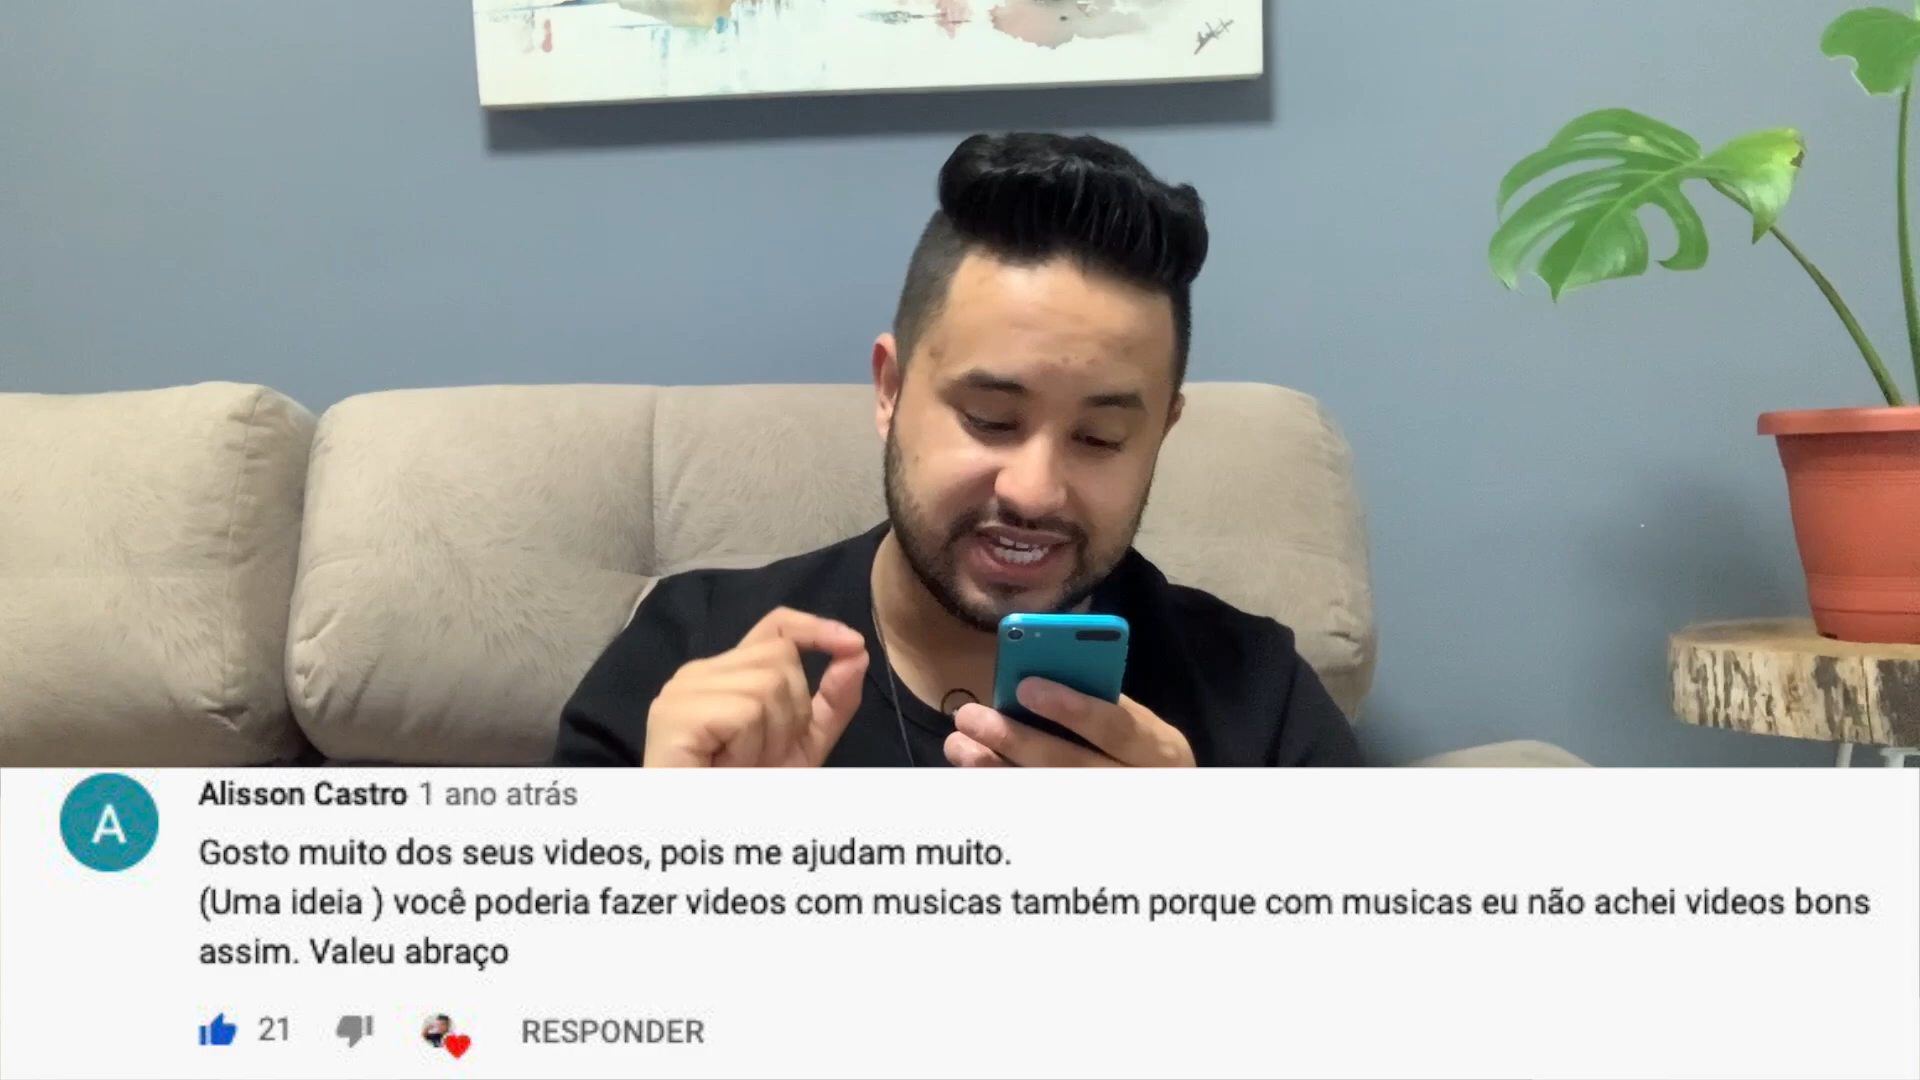 A
Alisson Castro 1 ano atrás
Gosto muito dos seus videos, pois me ajudam muito.
(Uma ideia ) você poderia fazer videos com musicas também porque com musicas eu não achei videos bons
assim. Valeu abraço
21
RESPONDER